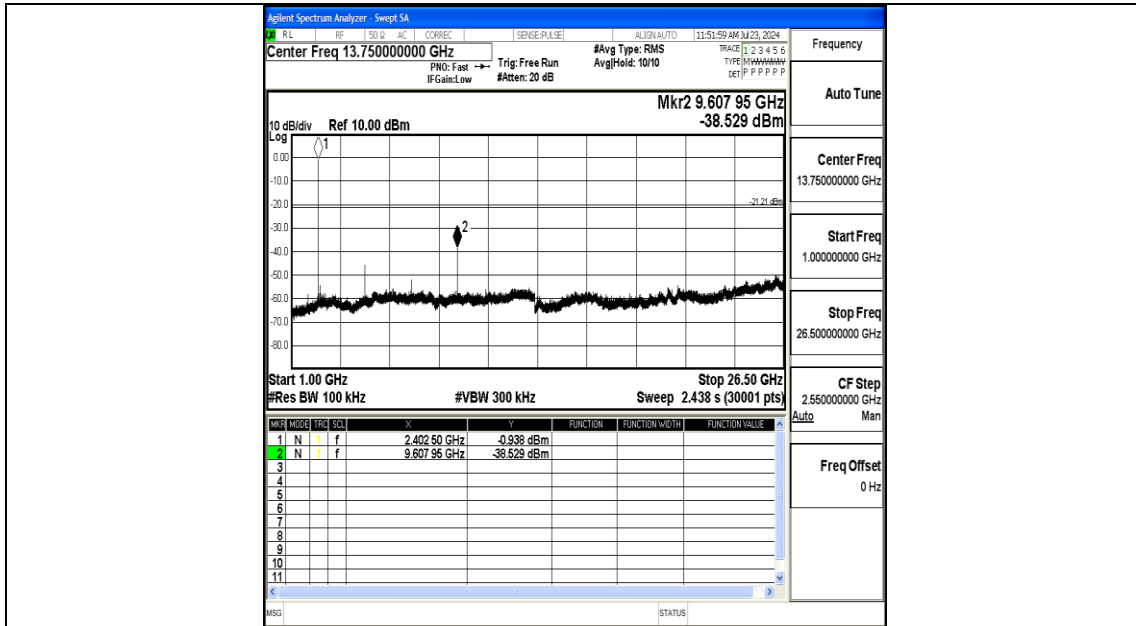 Agilent Spectrum Analyzer - Swept SA
RL RF 50 Ω AC CORREC SENSE:PULSE ALIGN AUTO 11:51:59 AM Jul 23, 2024
Center Freq 13.750000000 GHz #Avg Type: RMS TRACE 1 2 3 4 5 6
PNO: Fast Trig: Free Run Avg|Hold: 10/10 TYPE MWWWWW
IFGain:Low #Atten: 20 dB DET P P P P P P
Mkr2 9.607 95 GHz
10 dB/div Ref 10.00 dBm -38.529 dBm
Log
1
0.00
-10.0
-20.0
-21.21 dBm
-30.0
2
-40.0
-50.0
-60.0
-70.0
-80.0
Start 1.00 GHz Stop 26.50 GHz
#Res BW 100 kHz #VBW 300 kHz Sweep 2.438 s (30001 pts)
MKR MODE TRC SCL X Y FUNCTION FUNCTION WIDTH FUNCTION VALUE
1 N 1 f 2.402 50 GHz -0.938 dBm
2 N 1 f 9.607 95 GHz -38.529 dBm
3
4
5
6
7
8
9
10
11
MSG STATUS
Frequency
Auto Tune
Center Freq
13.750000000 GHz
Start Freq
1.000000000 GHz
Stop Freq
26.500000000 GHz
CF Step
2.550000000 GHz
Auto Man
Freq Offset
0 Hz